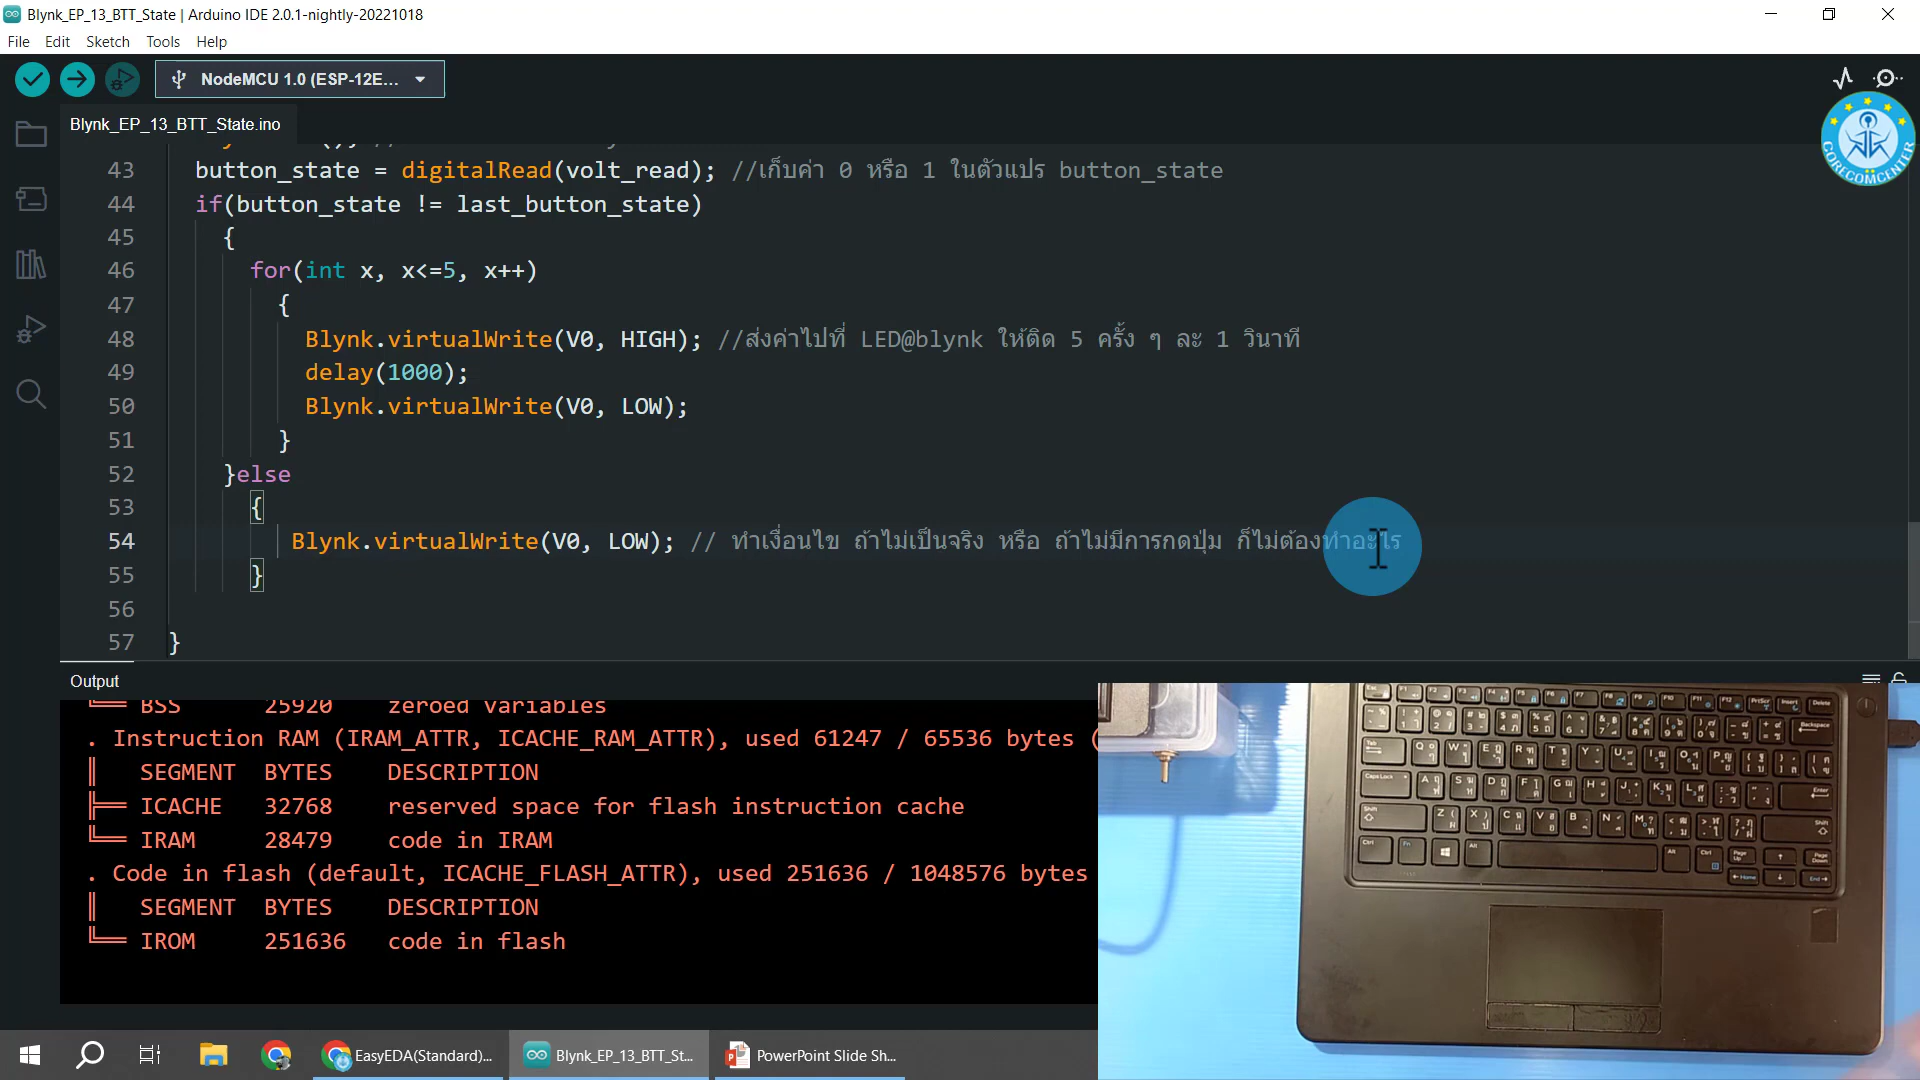 Blynk_EP_13_BTT_State | Arduino IDE 2.0.1-nightly-20221018
File Edit Sketch Tools Help
NodeMCU 1.0 (ESP-12E...
Blynk_EP_13_BTT_State.ino
CORECOMCENTER
43 button_state = digitalRead(volt_read); //เก็บค่า 0 หรือ 1 ในตัวแปร button_state
44 if(button_state != last_button_state)
45 {
46 for(int x, x<=5, x++)
47 {
48 Blynk.virtualWrite(V0, HIGH); //ส่งค่าไปที่ LED@blynk ให้ติด 5 ครั้ง ๆ ละ 1 วินาที
49 delay(1000);
50 Blynk.virtualWrite(V0, LOW);
51 }
52 }else
53 {
54 Blynk.virtualWrite(V0, LOW); // ทำเงื่อนไข ถ้าไม่เป็นจริง หรือ ถ้าไม่มีการกดปุ่ม ก็ไม่ต้องทำอะไร
55 }
56
57 }
Output
BSS 25920 zeroed variables
. Instruction RAM (IRAM_ATTR, ICACHE_RAM_ATTR), used 61247 / 65536 bytes (
SEGMENT BYTES DESCRIPTION
ICACHE 32768 reserved space for flash instruction cache
IRAM 28479 code in IRAM
. Code in flash (default, ICACHE_FLASH_ATTR), used 251636 / 1048576 bytes
SEGMENT BYTES DESCRIPTION
IROM 251636 code in flash
EasyEDA(Standard)... Blynk_EP_13_BTT_St... PowerPoint Slide Sh...